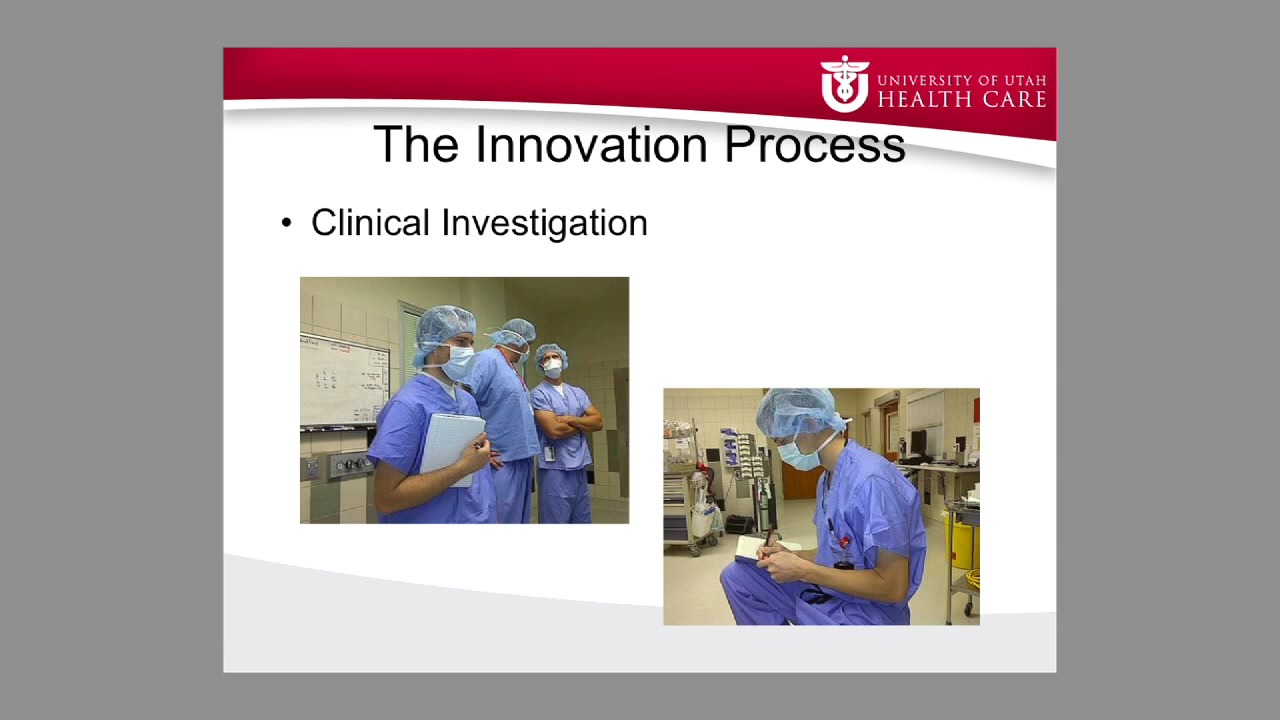 UNIVERSITY OF UTAH
HEALTH CARE
The Innovation Process
• Clinical Investigation